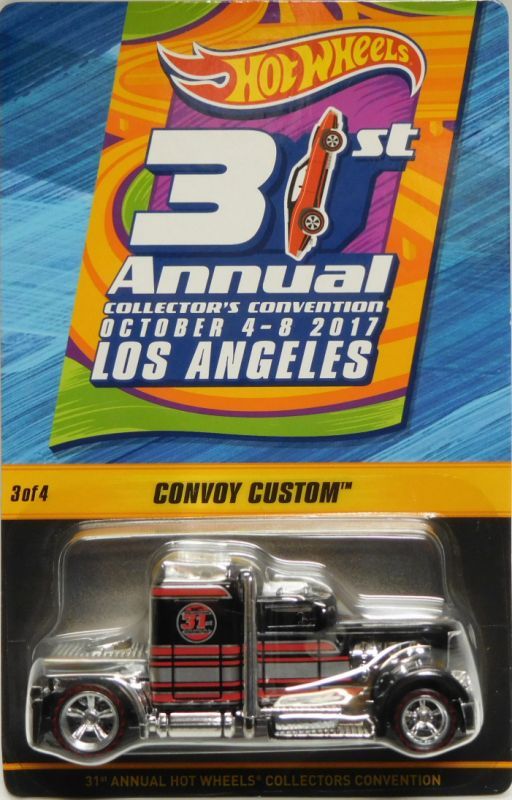 HOT WHEELS
31st
Annual
COLLECTOR'S CONVENTION
OCTOBER 4-8 2017
LOS ANGELES
3 of 4
CONVOY CUSTOM™
31
31st ANNUAL HOT WHEELS® COLLECTORS CONVENTION